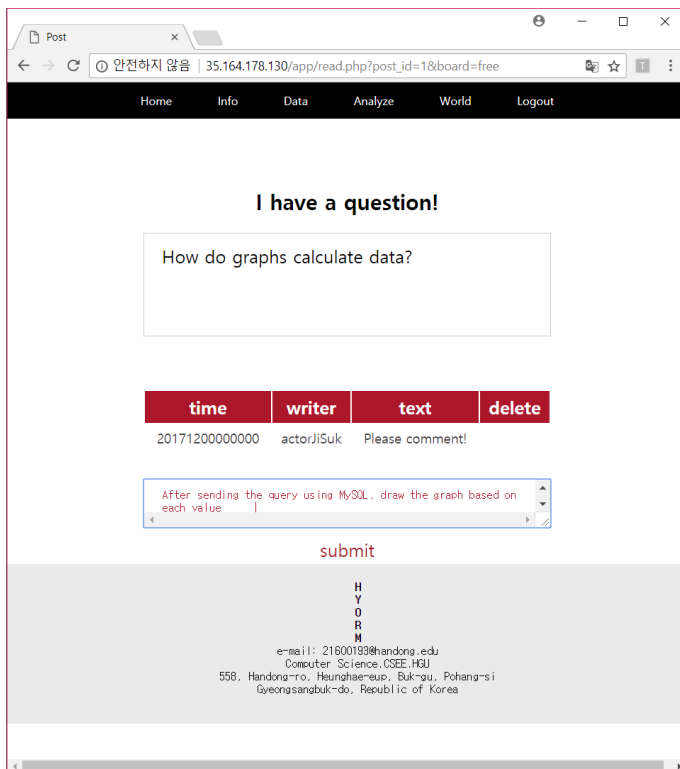 Post
안전하지 않음 | 35.164.178.130/app/read.php?post_id=1&board=free
Home Info Data Analyze World Logout
I have a question!
How do graphs calculate data?
time writer text delete
20171200000000 actorJiSuk Please comment!
After sending the query using MySQL, draw the graph based on
each value
submit
H
Y
O
R
M
e-mail: 21600193@handong.edu
Computer Science.CSEE.HGU
558, Handong-ro, Heunghae-eup, Buk-gu, Pohang-si
Gyeongsangbuk-do, Republic of Korea